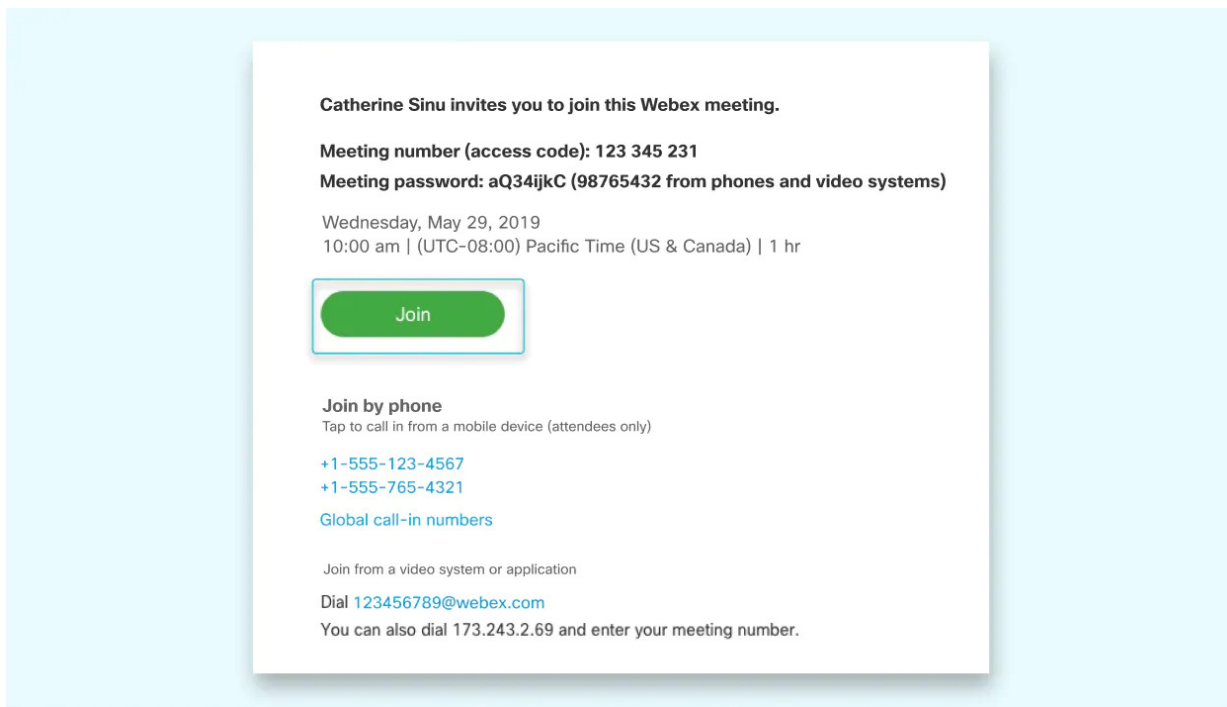 Catherine Sinu invites you to join this Webex meeting.
Meeting number (access code): 123 345 231
Meeting password: aQ34ijkC (98765432 from phones and video systems)
Wednesday, May 29, 2019
10:00 am | (UTC-08:00) Pacific Time (US & Canada) | 1 hr
Join
Join by phone
Tap to call in from a mobile device (attendees only)
+1-555-123-4567
+1-555-765-4321
Global call-in numbers
Join from a video system or application
Dial 123456789@webex.com
You can also dial 173.243.2.69 and enter your meeting number.